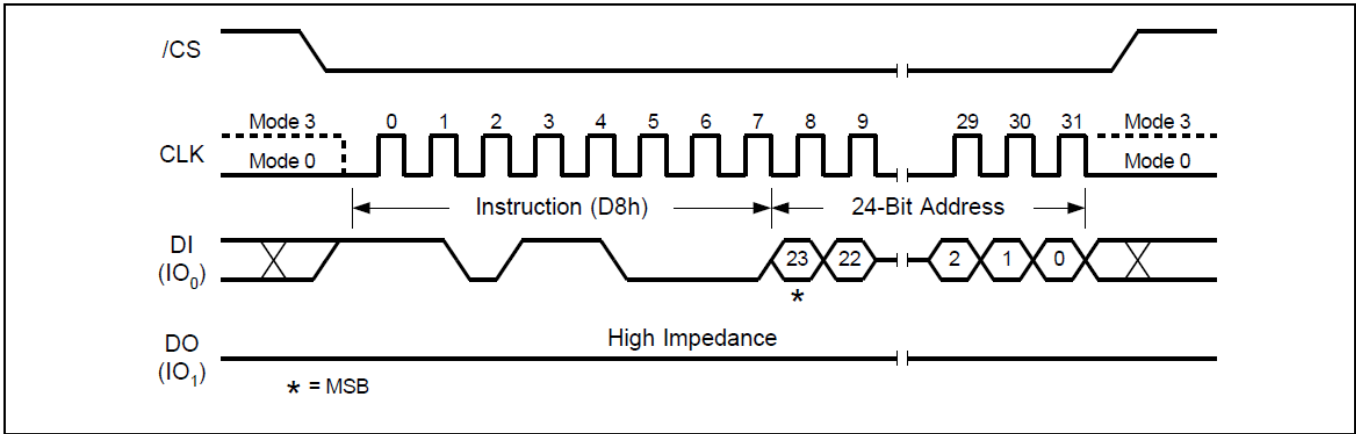 /CS
Mode 3 0 1 2 3 4 5 6 7 8 9 29 30 31 Mode 3
CLK
Mode 0 Mode 0
Instruction (D8h) 24-Bit Address
DI
(IO0)
23 22 2 1 0
*
DO
(IO1)
High Impedance
* = MSB